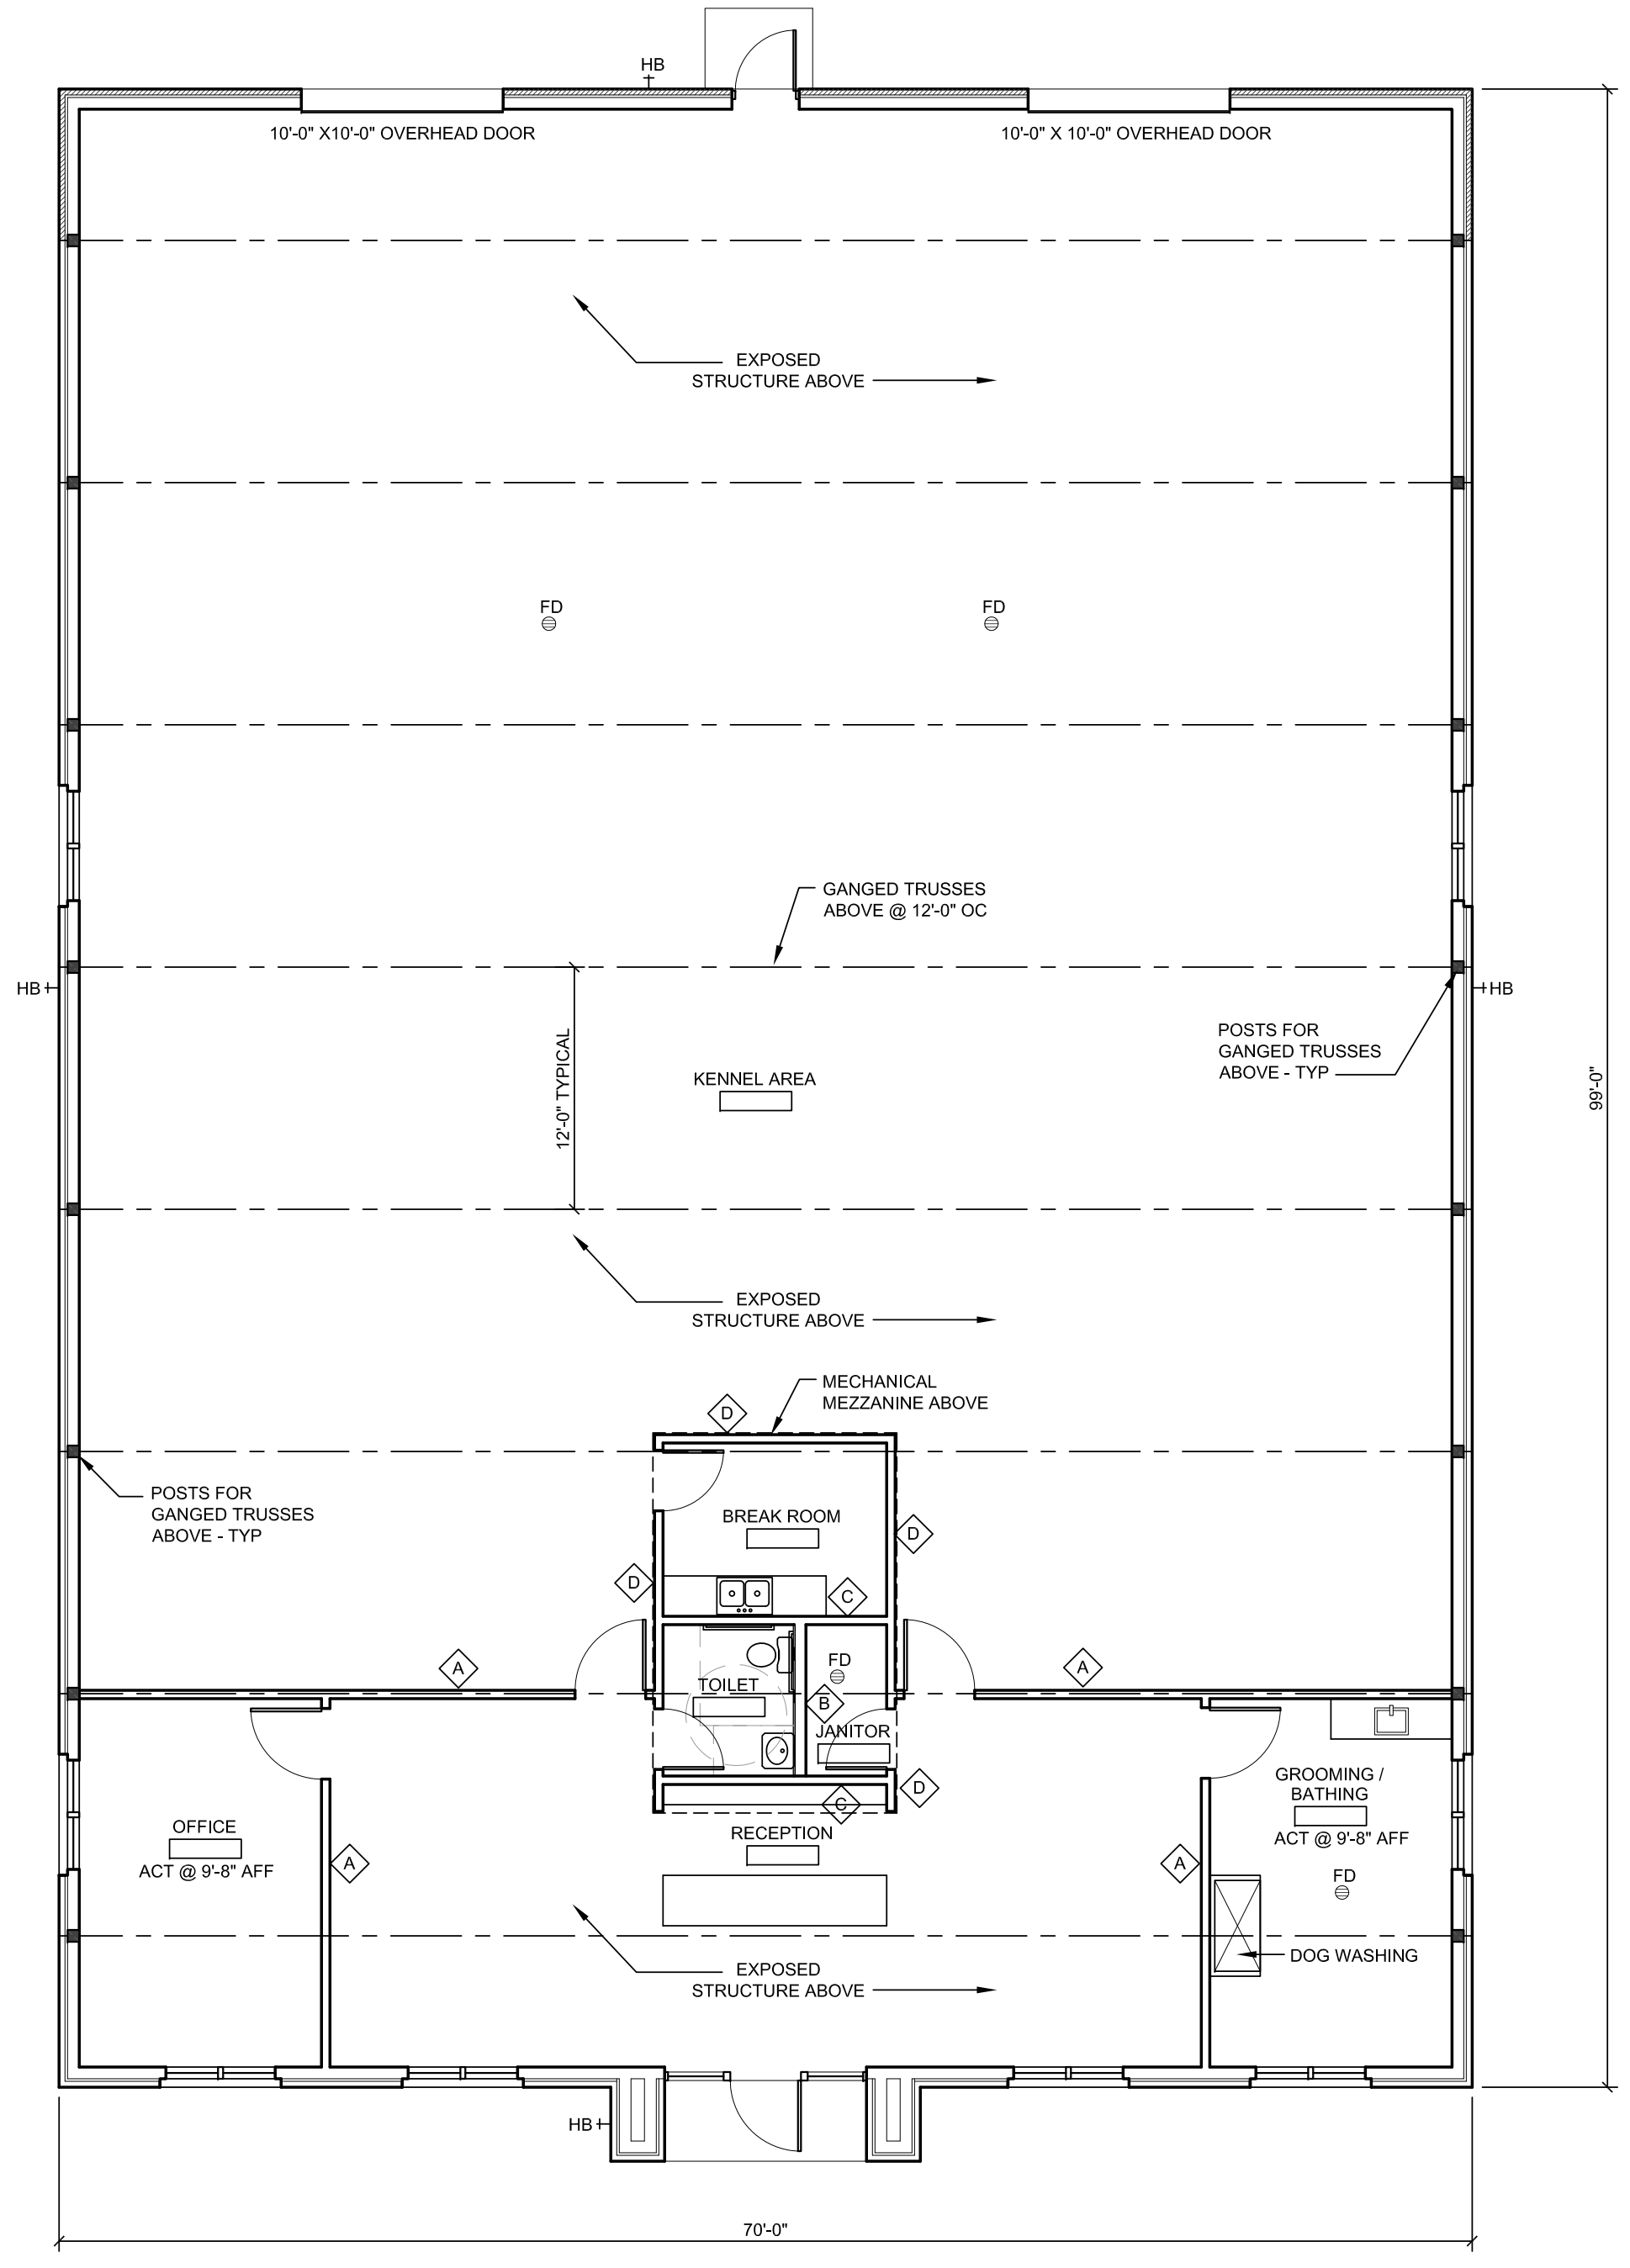 HB
10'-0" X10'-0" OVERHEAD DOOR
10'-0" X 10'-0" OVERHEAD DOOR
EXPOSED
STRUCTURE ABOVE
FD
FD
GANGED TRUSSES
ABOVE @ 12'-0" OC
HB
HB
POSTS FOR
GANGED TRUSSES
ABOVE - TYP
12'-0" TYPICAL
KENNEL AREA
99'-0"
EXPOSED
STRUCTURE ABOVE
MECHANICAL
MEZZANINE ABOVE
D
POSTS FOR
GANGED TRUSSES
ABOVE - TYP
BREAK ROOM
D
D
C
A
A
FD
TOILET
B
JANITOR
GROOMING /
BATHING
ACT @ 9'-8" AFF
D
C
OFFICE
ACT @ 9'-8" AFF
RECEPTION
A
A
FD
DOG WASHING
EXPOSED
STRUCTURE ABOVE
HB
70'-0"